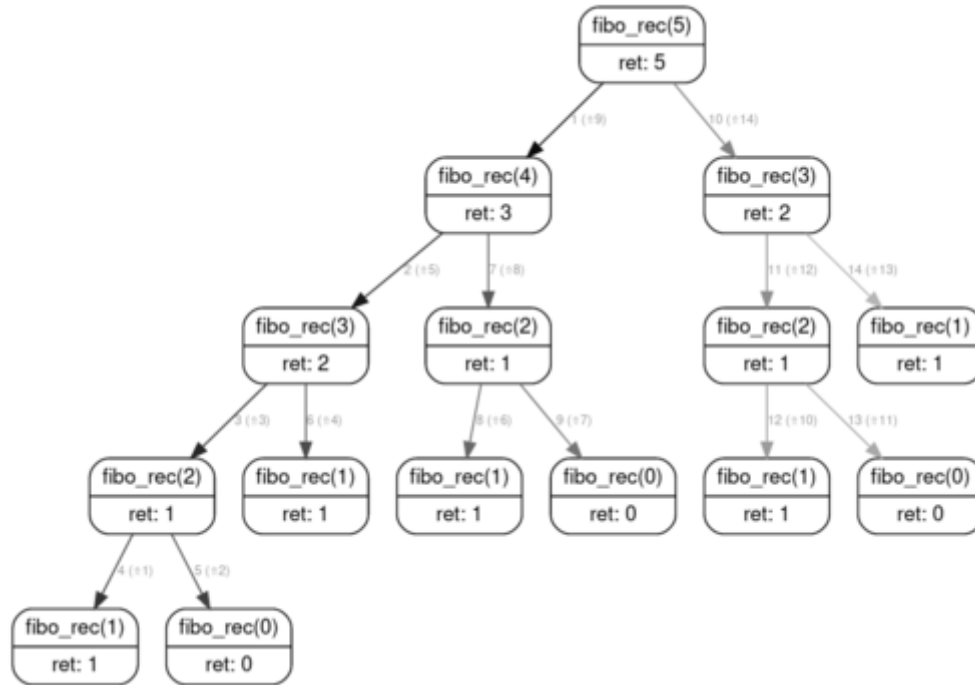 fibo_rec(5)
ret: 5
1 (↑9)
10 (↑14)
fibo_rec(4)
ret: 3
fibo_rec(3)
ret: 2
2 (↑5)
7 (↑8)
11 (↑12)
14 (↑13)
fibo_rec(3)
ret: 2
fibo_rec(2)
ret: 1
fibo_rec(2)
ret: 1
fibo_rec(1)
ret: 1
3 (↑3)
6 (↑4)
8 (↑6)
9 (↑7)
12 (↑10)
13 (↑11)
fibo_rec(2)
ret: 1
fibo_rec(1)
ret: 1
fibo_rec(1)
ret: 1
fibo_rec(0)
ret: 0
fibo_rec(1)
ret: 1
fibo_rec(0)
ret: 0
4 (↑1)
5 (↑2)
fibo_rec(1)
ret: 1
fibo_rec(0)
ret: 0